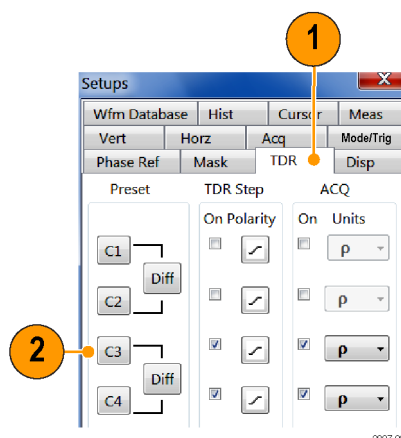 1
Setups
X
Wfm Database Hist Cursor Meas
Vert Horz Acq Mode/Trig
Phase Ref Mask TDR Disp
Preset TDR Step ACQ
On Polarity On Units
C1 ρ
Diff
C2 ρ
2 C3 ρ
Diff
C4 ρ